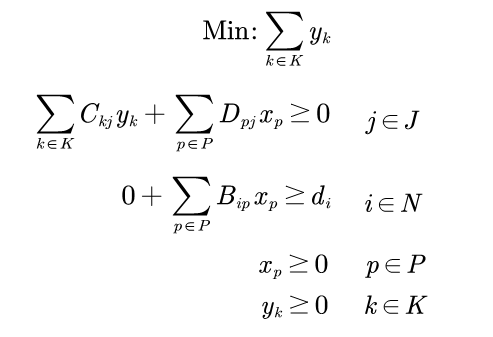 Min: ∑_{k∈K} y_k
∑_{k∈K} C_{kj} y_k + ∑_{p∈P} D_{pj} x_p ≥ 0   j ∈ J
0 + ∑_{p∈P} B_{ip} x_p ≥ d_i   i ∈ N
x_p ≥ 0   p ∈ P
y_k ≥ 0   k ∈ K